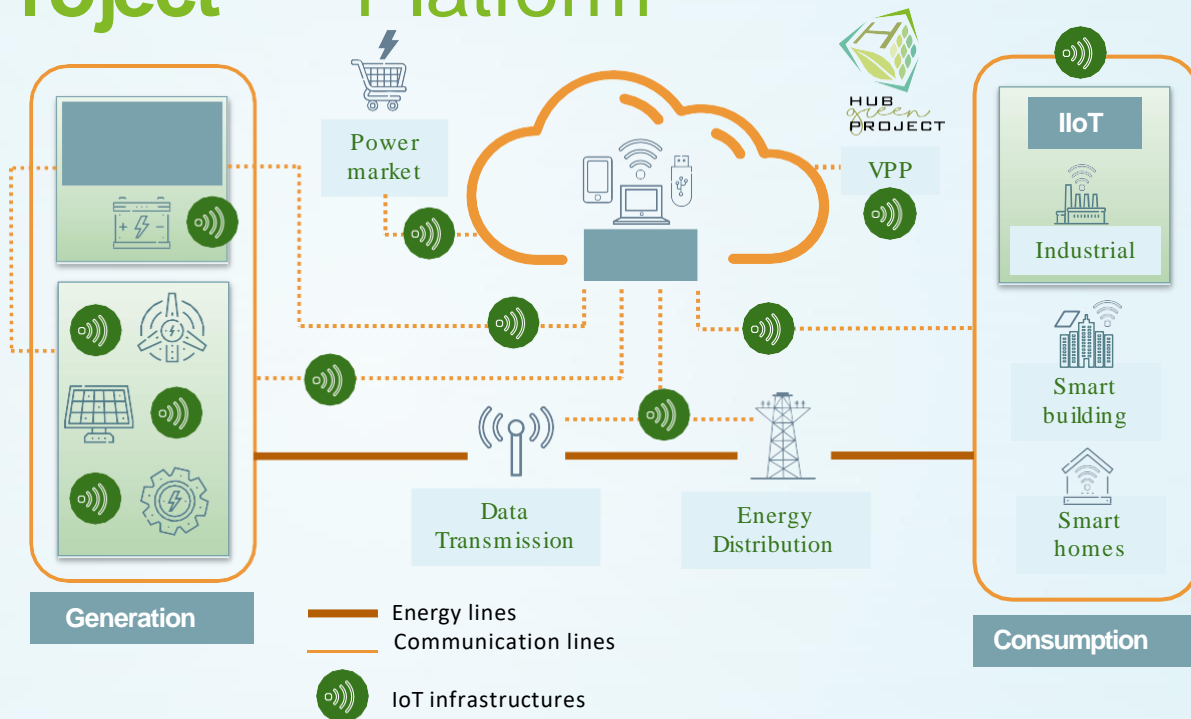 roject Platform
HUB
green
PROJECT
Power
market
VPP
IIoT
Industrial
Smart
building
Smart
homes
Data
Transmission
Energy
Distribution
Generation
Consumption
Energy lines
Communication lines
IoT infrastructures